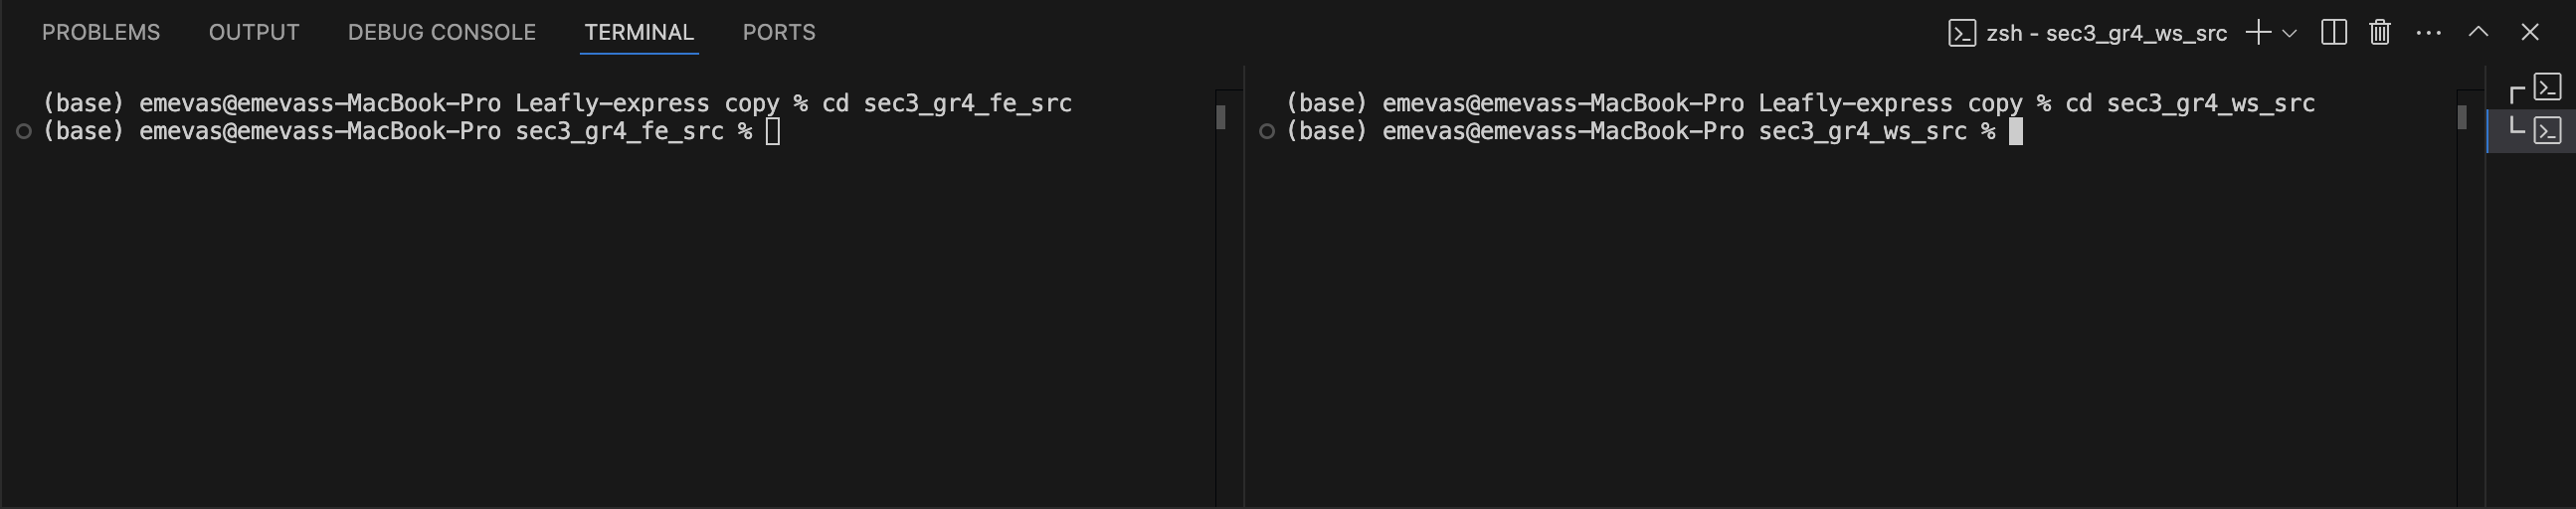 PROBLEMS OUTPUT DEBUG CONSOLE TERMINAL PORTS
zsh - sec3_gr4_ws_src
(base) emevas@emevass-MacBook-Pro Leafly-express copy % cd sec3_gr4_fe_src
(base) emevas@emevass-MacBook-Pro sec3_gr4_fe_src %
(base) emevas@emevass-MacBook-Pro Leafly-express copy % cd sec3_gr4_ws_src
(base) emevas@emevass-MacBook-Pro sec3_gr4_ws_src %